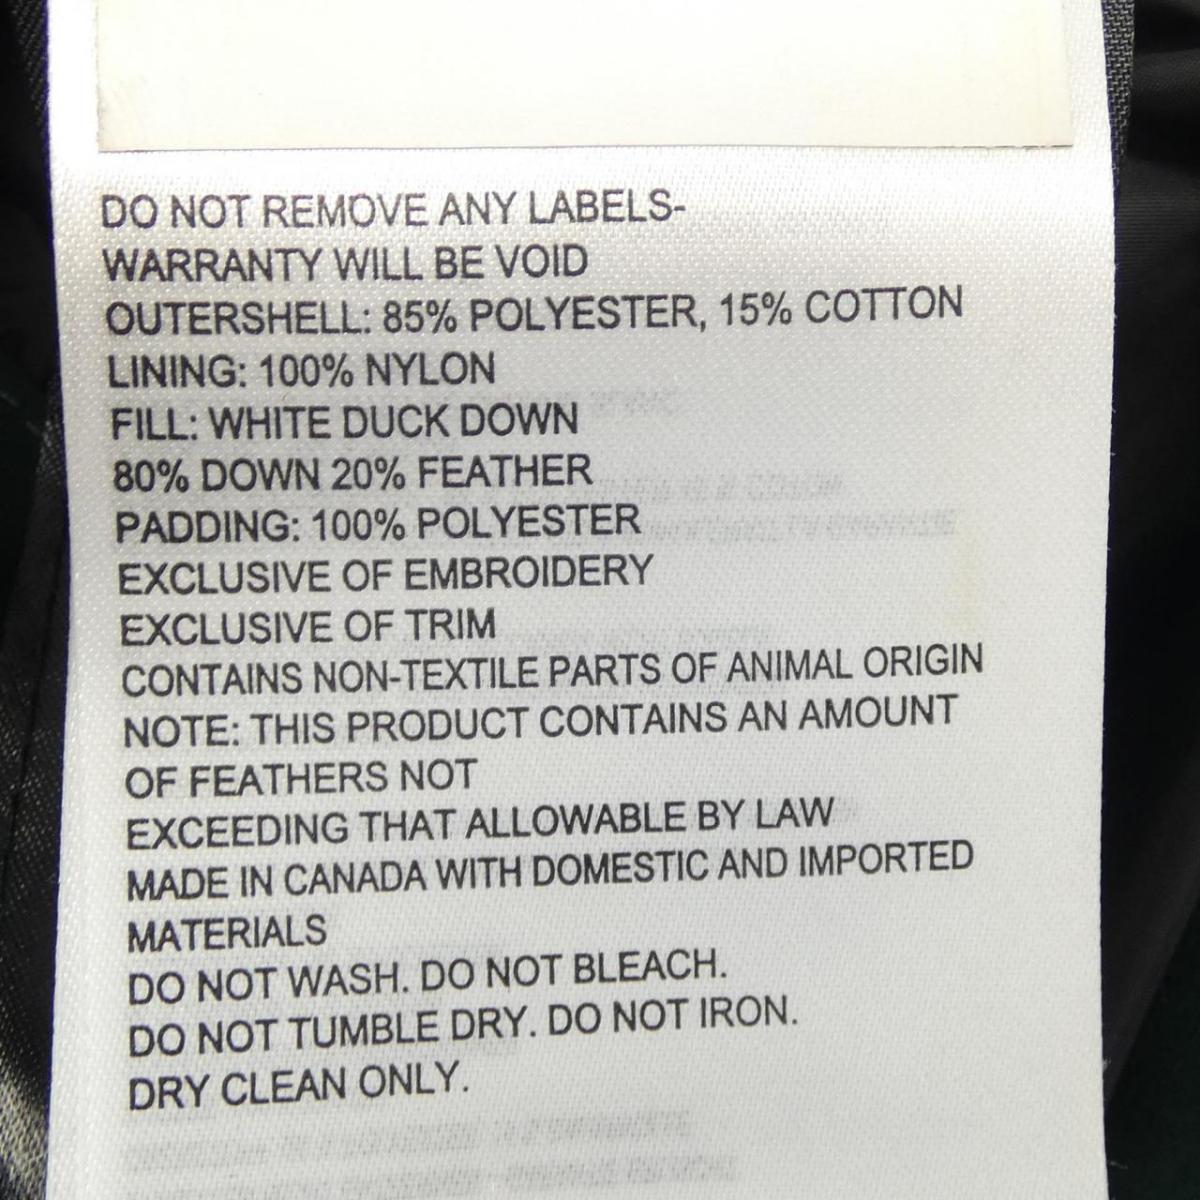 DO NOT REMOVE ANY LABELS-
WARRANTY WILL BE VOID
OUTERSHELL: 85% POLYESTER, 15% COTTON
LINING: 100% NYLON
FILL: WHITE DUCK DOWN
80% DOWN 20% FEATHER
PADDING: 100% POLYESTER
EXCLUSIVE OF EMBROIDERY
EXCLUSIVE OF TRIM
CONTAINS NON-TEXTILE PARTS OF ANIMAL ORIGIN
NOTE: THIS PRODUCT CONTAINS AN AMOUNT
OF FEATHERS NOT
EXCEEDING THAT ALLOWABLE BY LAW
MADE IN CANADA WITH DOMESTIC AND IMPORTED
MATERIALS
DO NOT WASH. DO NOT BLEACH.
DO NOT TUMBLE DRY. DO NOT IRON.
DRY CLEAN ONLY.